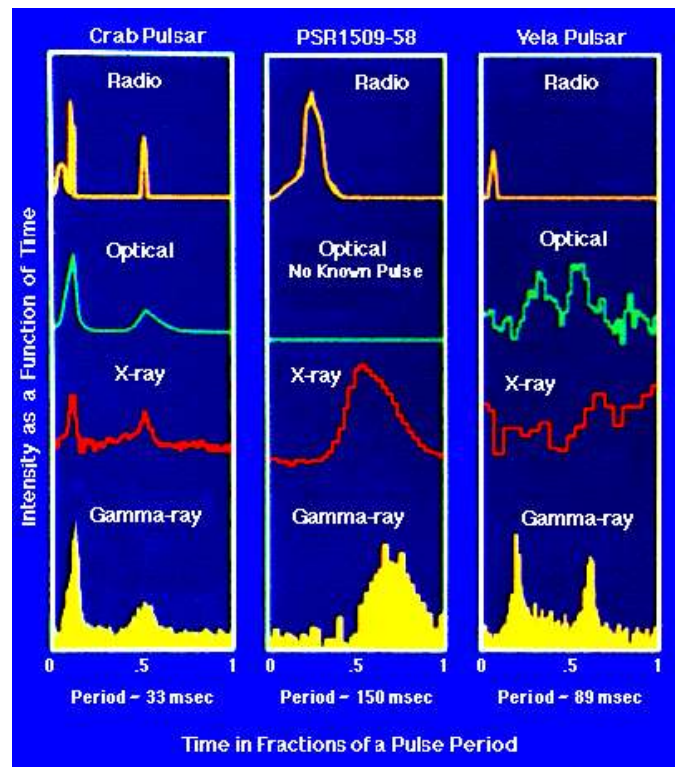 Crab Pulsar
PSR1509-58
Vela Pulsar
Radio
Radio
Radio
Optical
Optical
No Known Pulse
Optical
X-ray
X-ray
X-ray
Gamma-ray
Gamma-ray
Gamma-ray
Intensity as a Function of Time
0 .5 1
0 .5 1
0 .5 1
Period ~ 33 msec
Period ~ 150 msec
Period ~ 89 msec
Time in Fractions of a Pulse Period